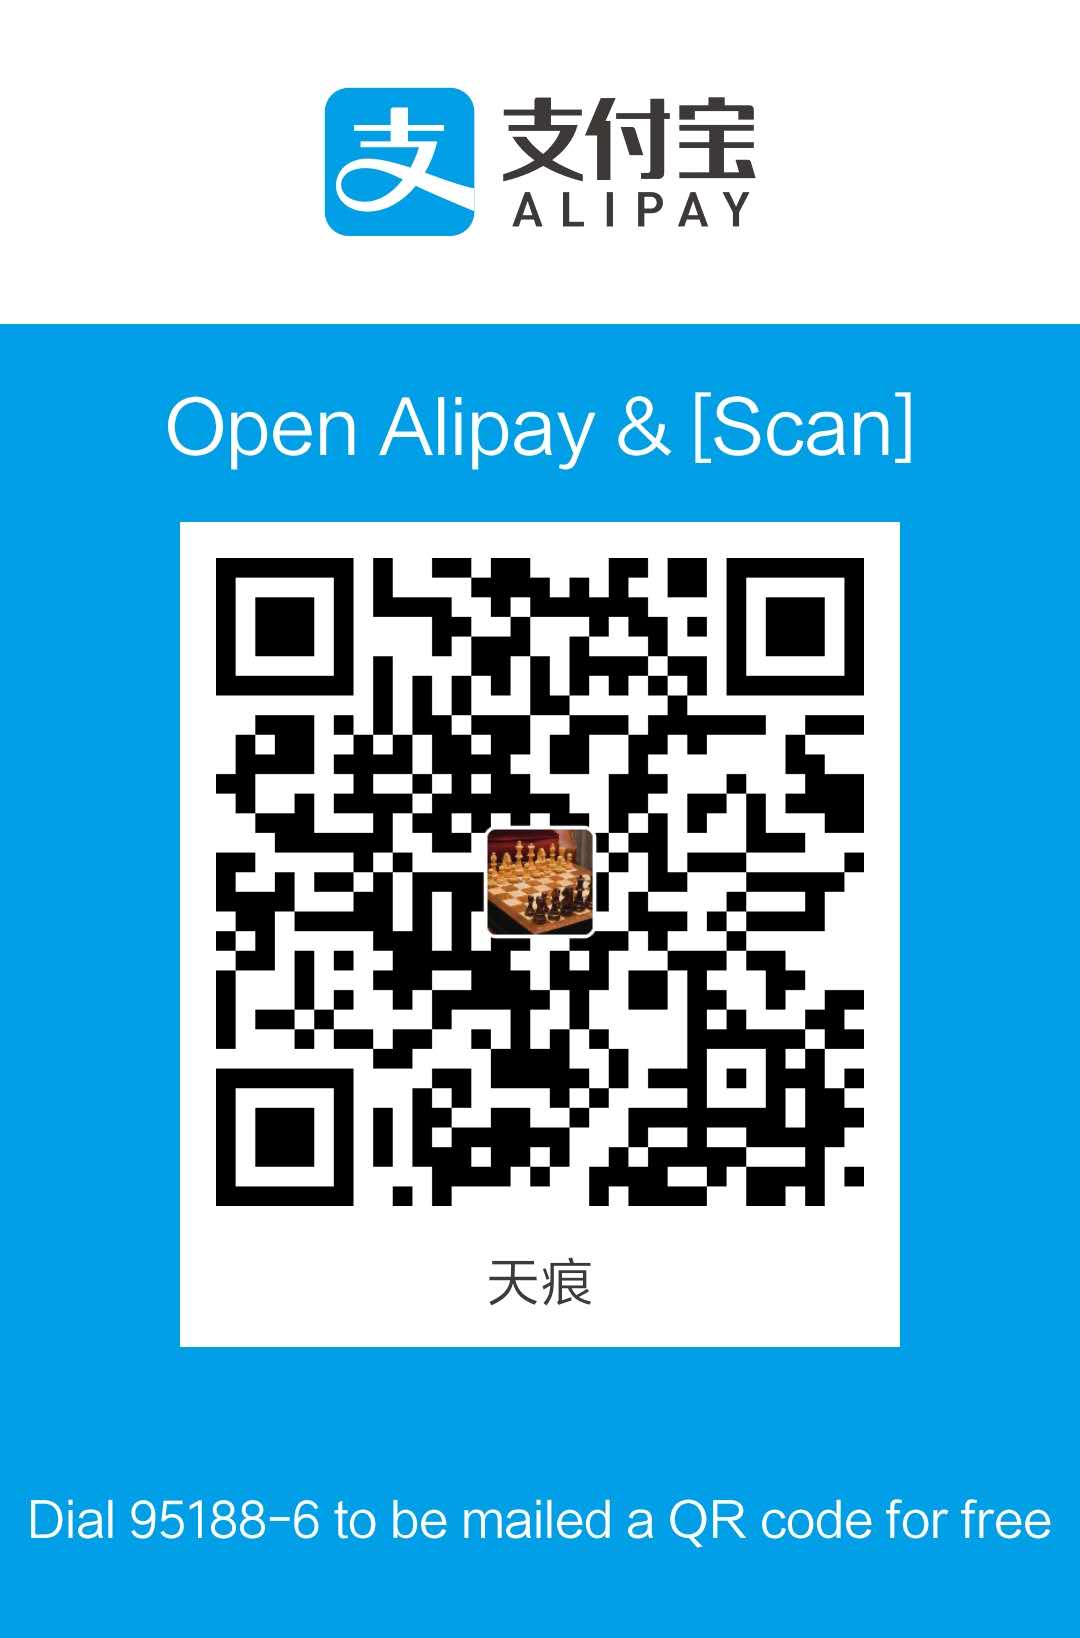 支 支付宝
ALIPAY
Open Alipay & [Scan]
天痕
Dial 95188-6 to be mailed a QR code for free